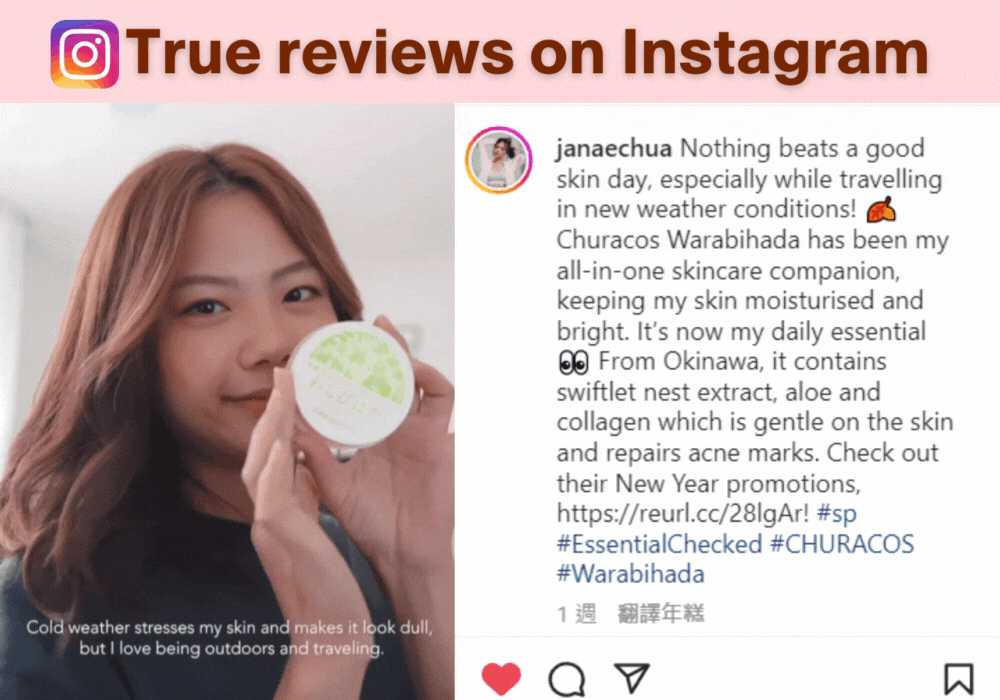 True reviews on Instagram
janaechua Nothing beats a good
skin day, especially while travelling
in new weather conditions! 🍂
Churacos Warabihada has been my
all-in-one skincare companion,
keeping my skin moisturised and
bright. It’s now my daily essential
👀 From Okinawa, it contains
swiftlet nest extract, aloe and
collagen which is gentle on the skin
and repairs acne marks. Check out
their New Year promotions,
https://reurl.cc/28lgAr! #sp
#EssentialChecked #CHURACOS
#Warabihada
1 週 翻譯年糕
Cold weather stresses my skin and makes it look dull,
but I love being outdoors and traveling.